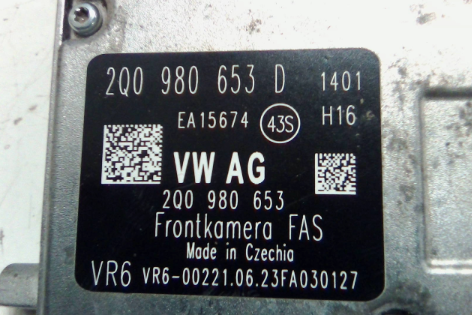 2Q0 980 653 D 1401
EA15674 43S H16
VW AG
2Q0 980 653
Frontkamera FAS
Made in Czechia
VR6 VR6-00221.06.23FA030127